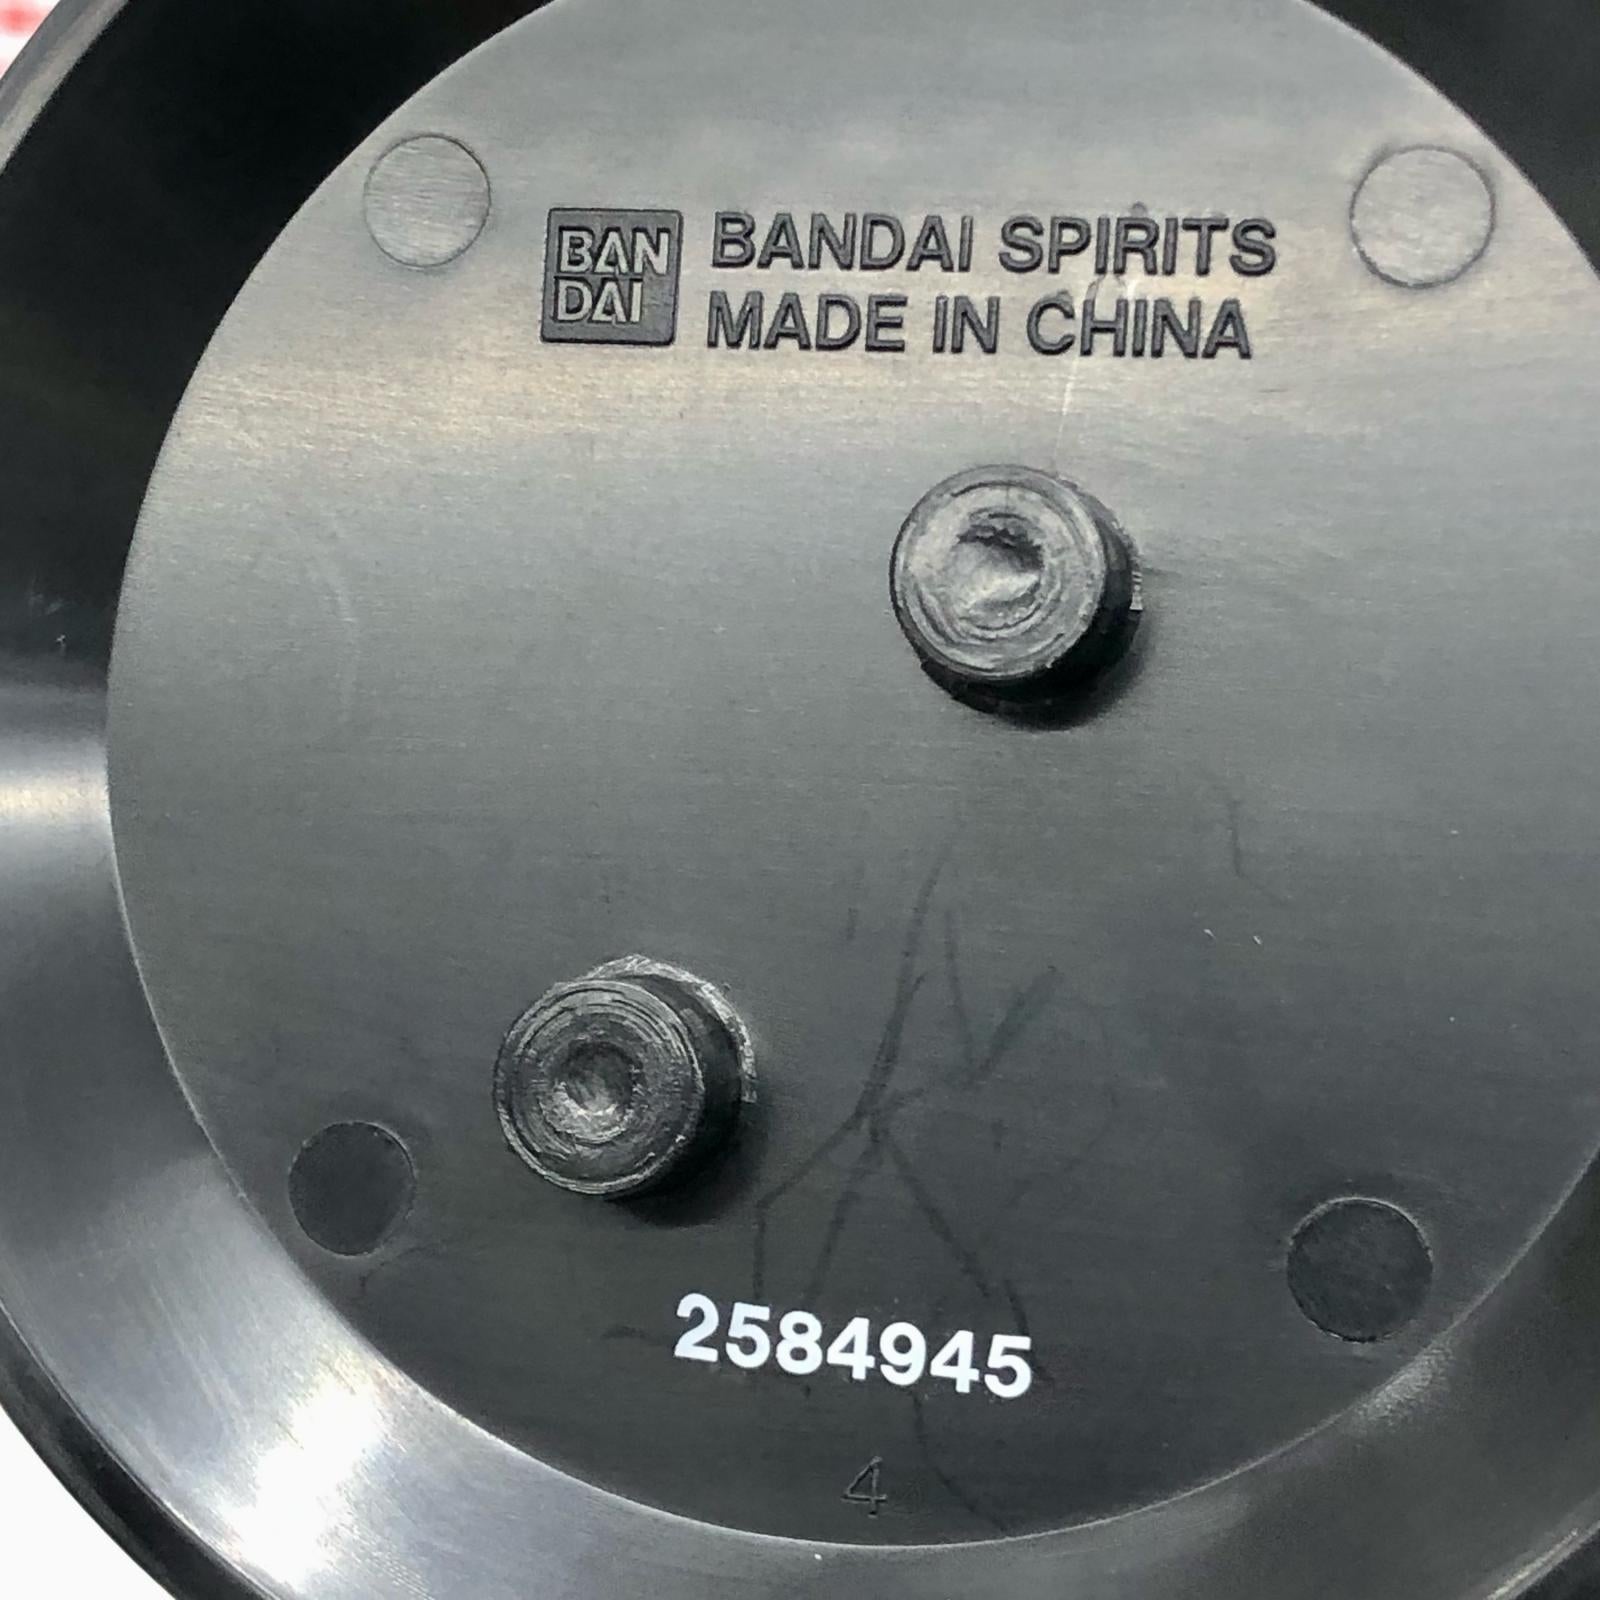 BAN
DAI
BANDAI SPIRITS
MADE IN CHINA
2584945
4